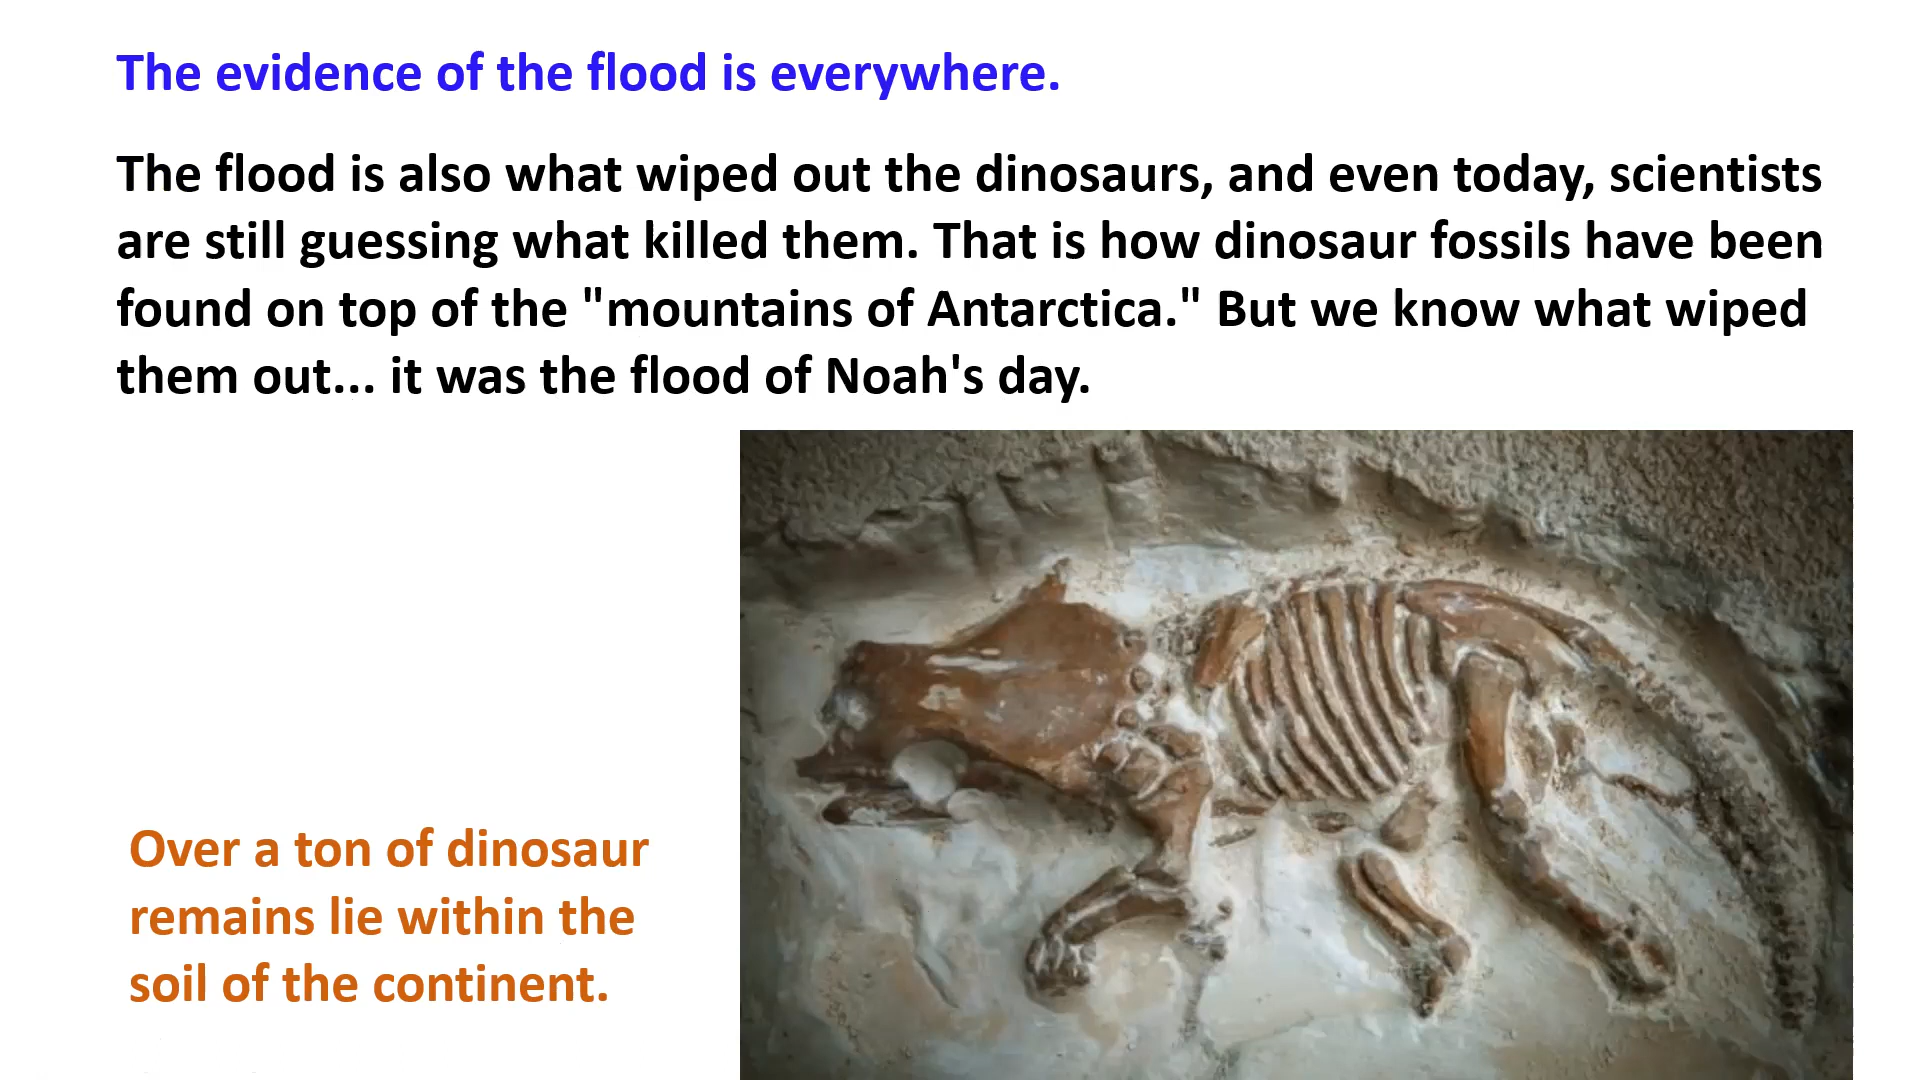 The evidence of the flood is everywhere.
The flood is also what wiped out the dinosaurs, and even today, scientists
are still guessing what killed them. That is how dinosaur fossils have been
found on top of the "mountains of Antarctica." But we know what wiped
them out... it was the flood of Noah's day.
Over a ton of dinosaur
remains lie within the
soil of the continent.